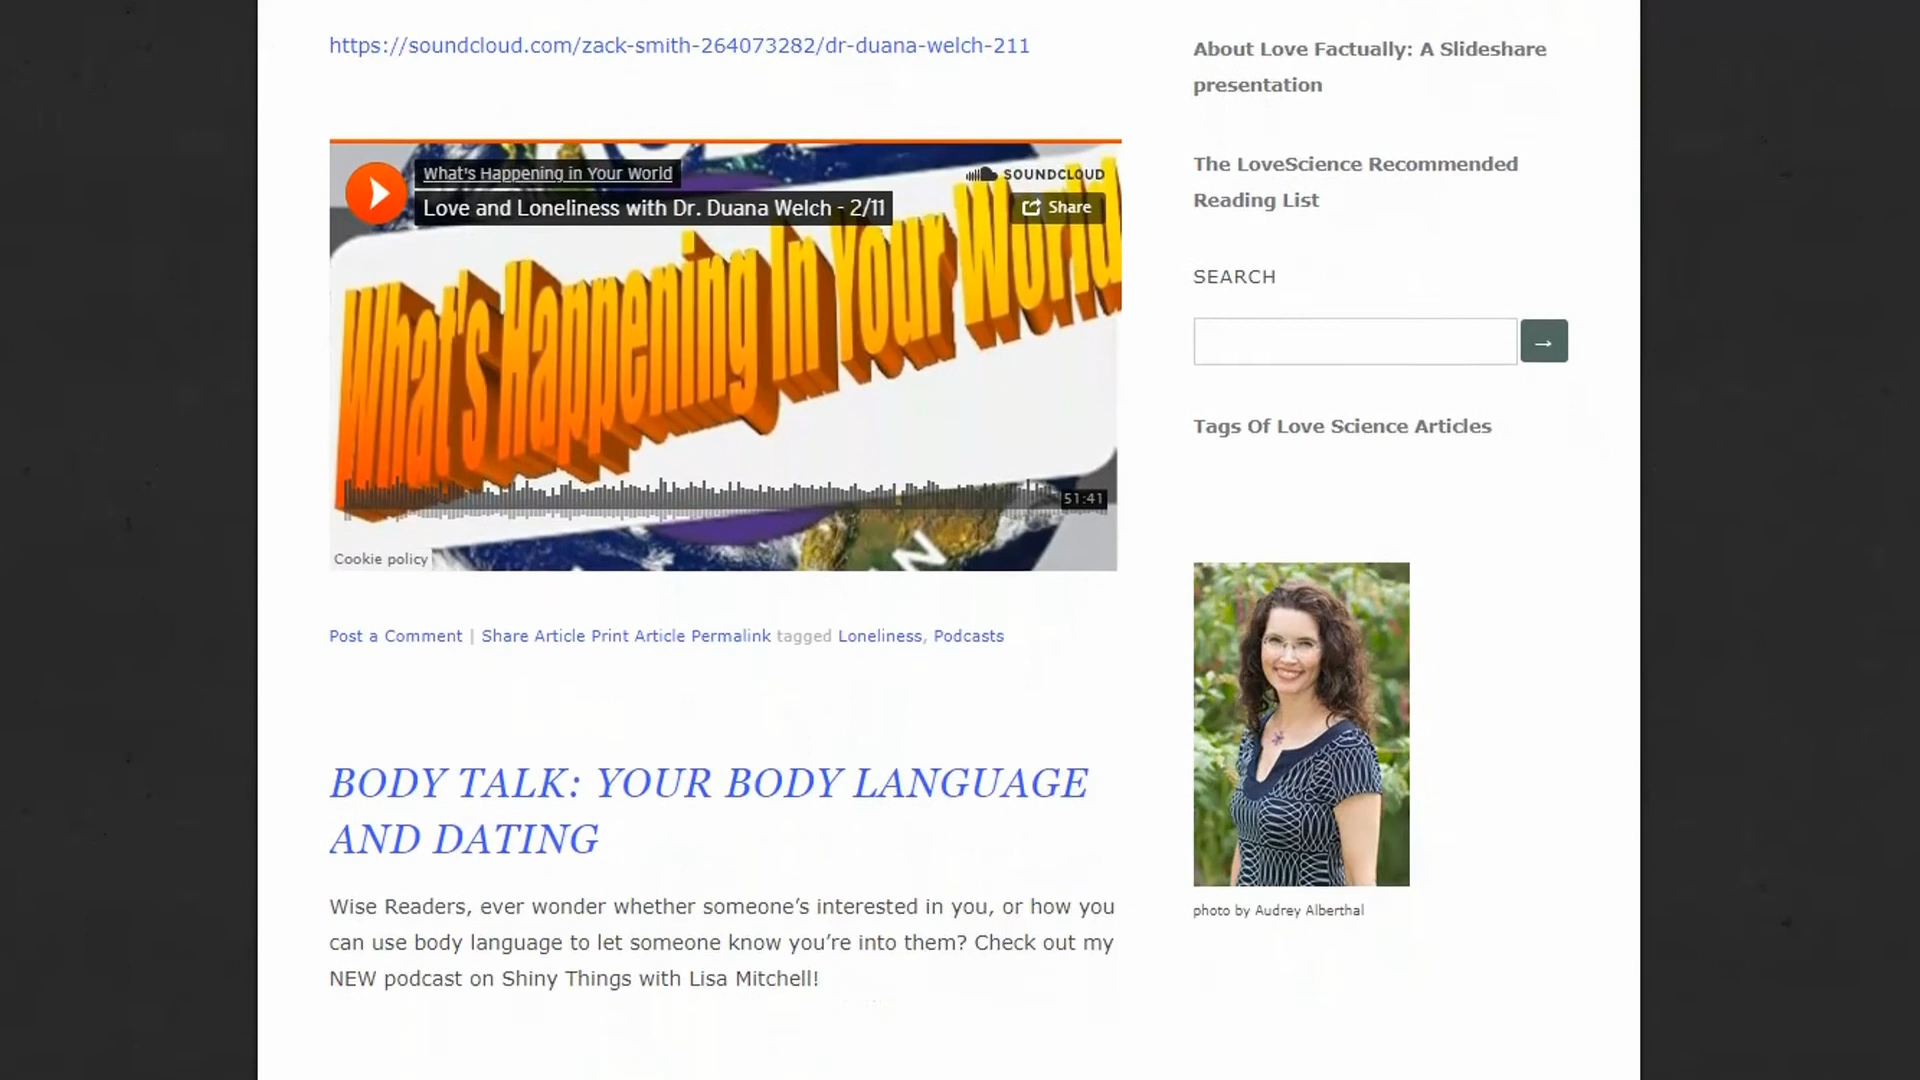 https://soundcloud.com/zack-smith-264073282/dr-duana-welch-211
What's Happening in Your World
Love and Loneliness with Dr. Duana Welch - 2/11
SOUNDCLOUD
Share
What's Happening In Your World
51:41
Cookie policy
N
Post a Comment | Share Article Print Article Permalink tagged Loneliness, Podcasts
BODY TALK: YOUR BODY LANGUAGE
AND DATING
Wise Readers, ever wonder whether someone’s interested in you, or how you
can use body language to let someone know you’re into them? Check out my
NEW podcast on Shiny Things with Lisa Mitchell!
About Love Factually: A Slideshare
presentation
The LoveScience Recommended
Reading List
SEARCH
→
Tags Of Love Science Articles
photo by Audrey Alberthal